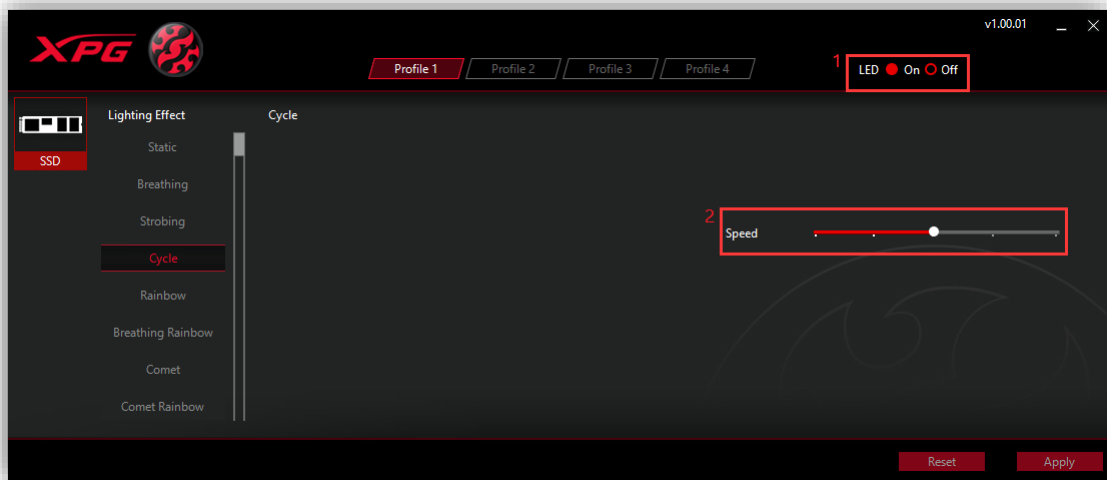 v1.00.01
XPG
Profile 1 Profile 2 Profile 3 Profile 4
1 LED On Off
SSD
Lighting Effect
Static
Breathing
Strobing
Cycle
Rainbow
Breathing Rainbow
Comet
Comet Rainbow
Cycle
2 Speed
Reset Apply